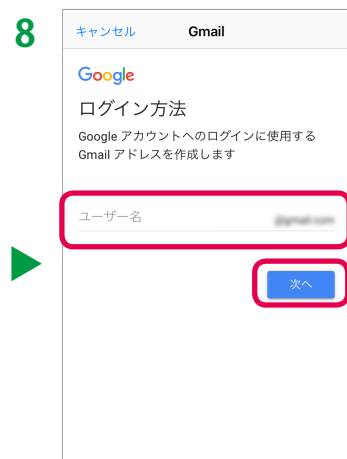 8
キャンセル Gmail
Google
ログイン方法
Google アカウントへのログインに使用する
Gmail アドレスを作成します
ユーザー名 @gmail.com
次へ